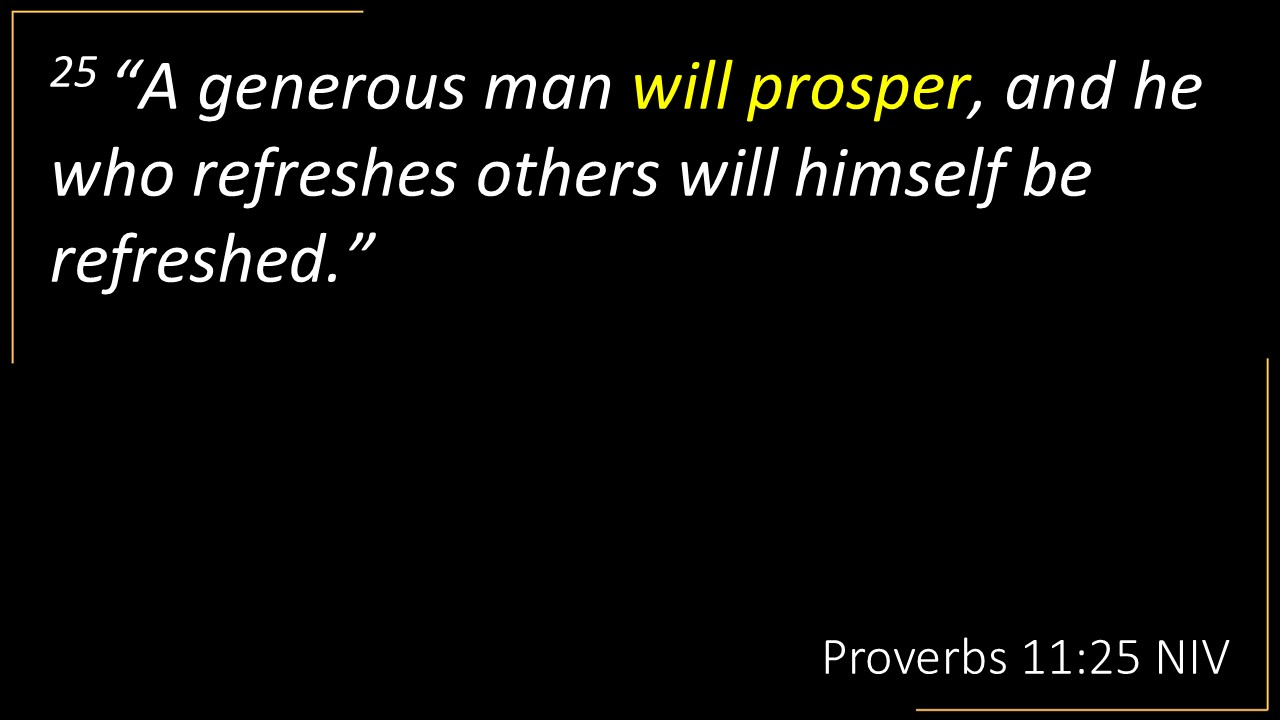 25 “A generous man will prosper, and he
who refreshes others will himself be
refreshed.”
Proverbs 11:25 NIV